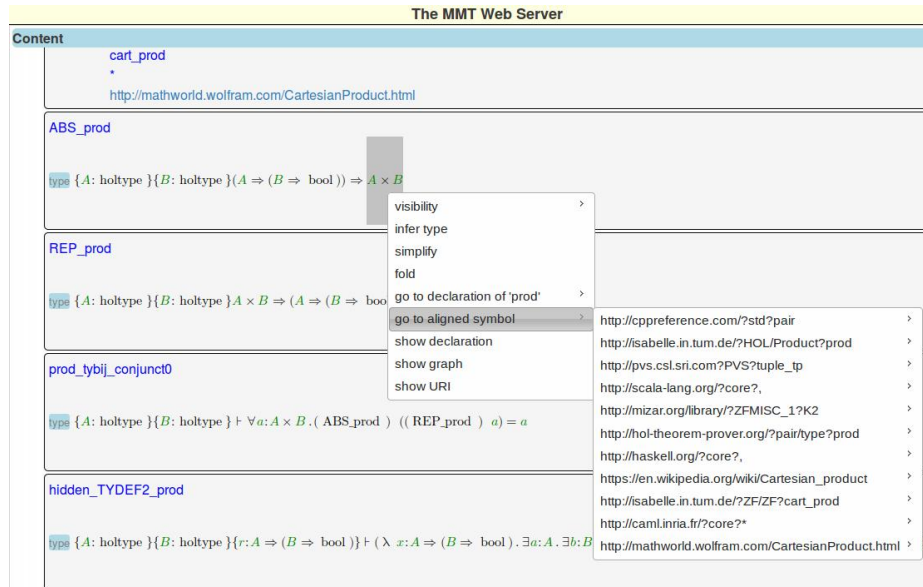 The MMT Web Server
Content
cart_prod
*
http://mathworld.wolfram.com/CartesianProduct.html
ABS_prod
type {A: holtype }{B: holtype }(A ⇒ (B ⇒ bool )) ⇒ A × B
REP_prod
type {A: holtype }{B: holtype }A × B ⇒ (A ⇒ (B ⇒ boo
prod_tybij_conjunct0
type {A: holtype }{B: holtype } ⊦ ∀a: A × B .( ABS_prod ) (( REP_prod ) a) = a
hidden_TYDEF2_prod
type {A: holtype }{B: holtype }{r: A ⇒ (B ⇒ bool )} ⊦ ( λ x: A ⇒ (B ⇒ bool ) . ∃a: A . ∃b: B
visibility ›
infer type
simplify
fold
go to declaration of 'prod' ›
go to aligned symbol ›
show declaration
show graph
show URI
http://cppreference.com/?std?pair ›
http://isabelle.in.tum.de/?HOL/Product?prod ›
http://pvs.csl.sri.com?PVS?tuple_tp ›
http://scala-lang.org/?core?, ›
http://mizar.org/library/?ZFMISC_1?K2 ›
http://hol-theorem-prover.org/?pair/type?prod ›
http://haskell.org/?core?, ›
https://en.wikipedia.org/wiki/Cartesian_product ›
http://isabelle.in.tum.de/?ZF/ZF?cart_prod ›
http://caml.inria.fr/?core?* ›
http://mathworld.wolfram.com/CartesianProduct.html ›